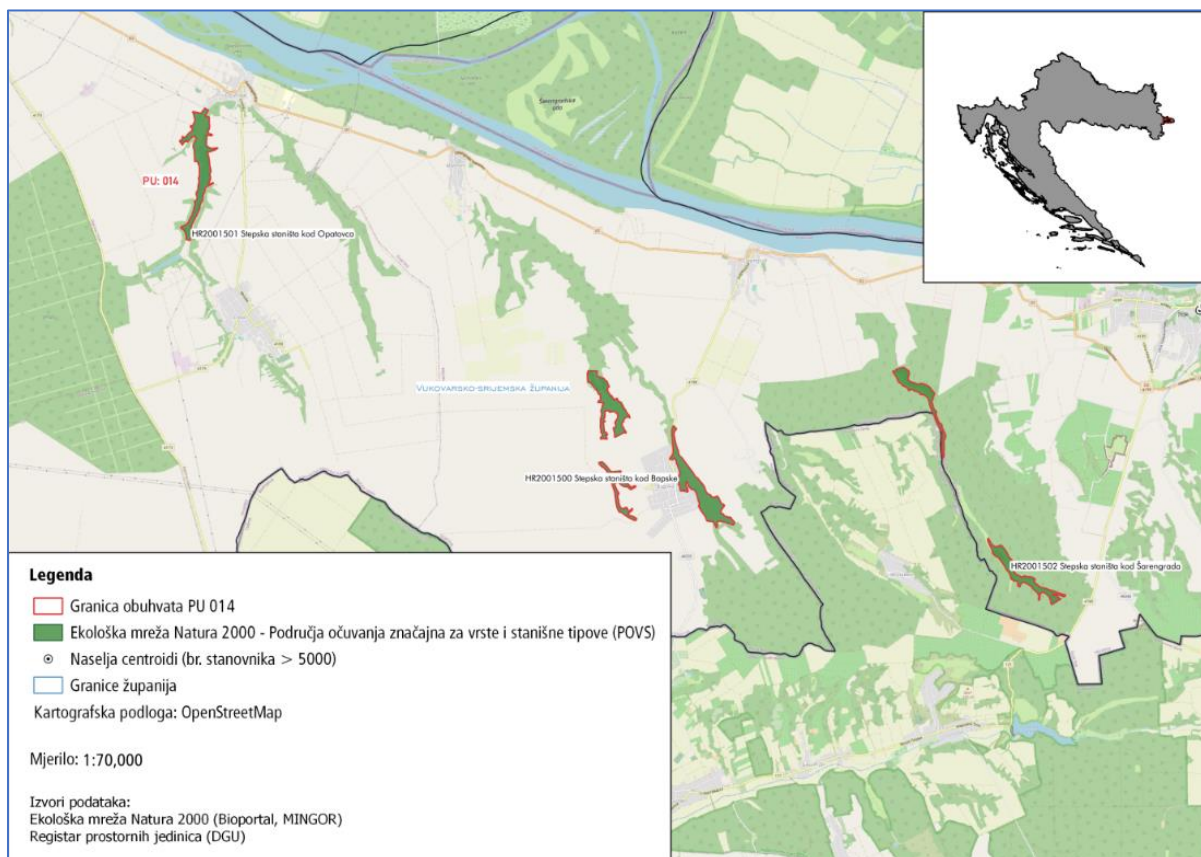 Šarengradska ada
PU: 014
HR2001501 Stepska staništa kod Opatovca
VUKOVARSKO-SRIJEMSKA ŽUPANIJA
HR2001500 Stepska staništa kod Bapske
HR2001502 Stepska staništa kod Šarengrada
Legenda
Granica obuhvata PU 014
Ekološka mreža Natura 2000 - Područja očuvanja značajna za vrste i stanišne tipove (POVS)
Naselja centroidi (br. stanovnika > 5000)
Granice županija
Kartografska podloga: OpenStreetMap
Mjerilo: 1:70,000
Izvori podataka:
Ekološka mreža Natura 2000 (Bioportal, MINGOR)
Registar prostornih jedinica (DGU)